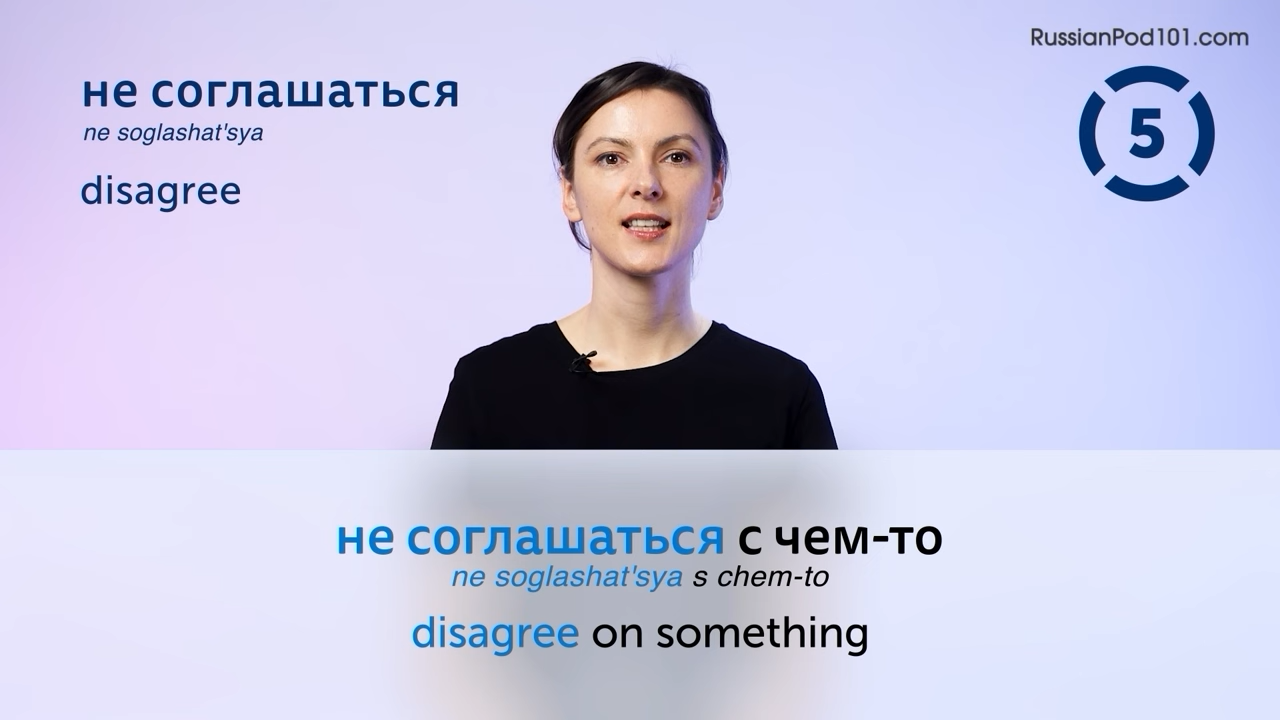 RussianPod101.com
не соглашаться
ne soglashat'sya
disagree
5
не соглашаться с чем-то
ne soglashat'sya s chem-to
disagree on something